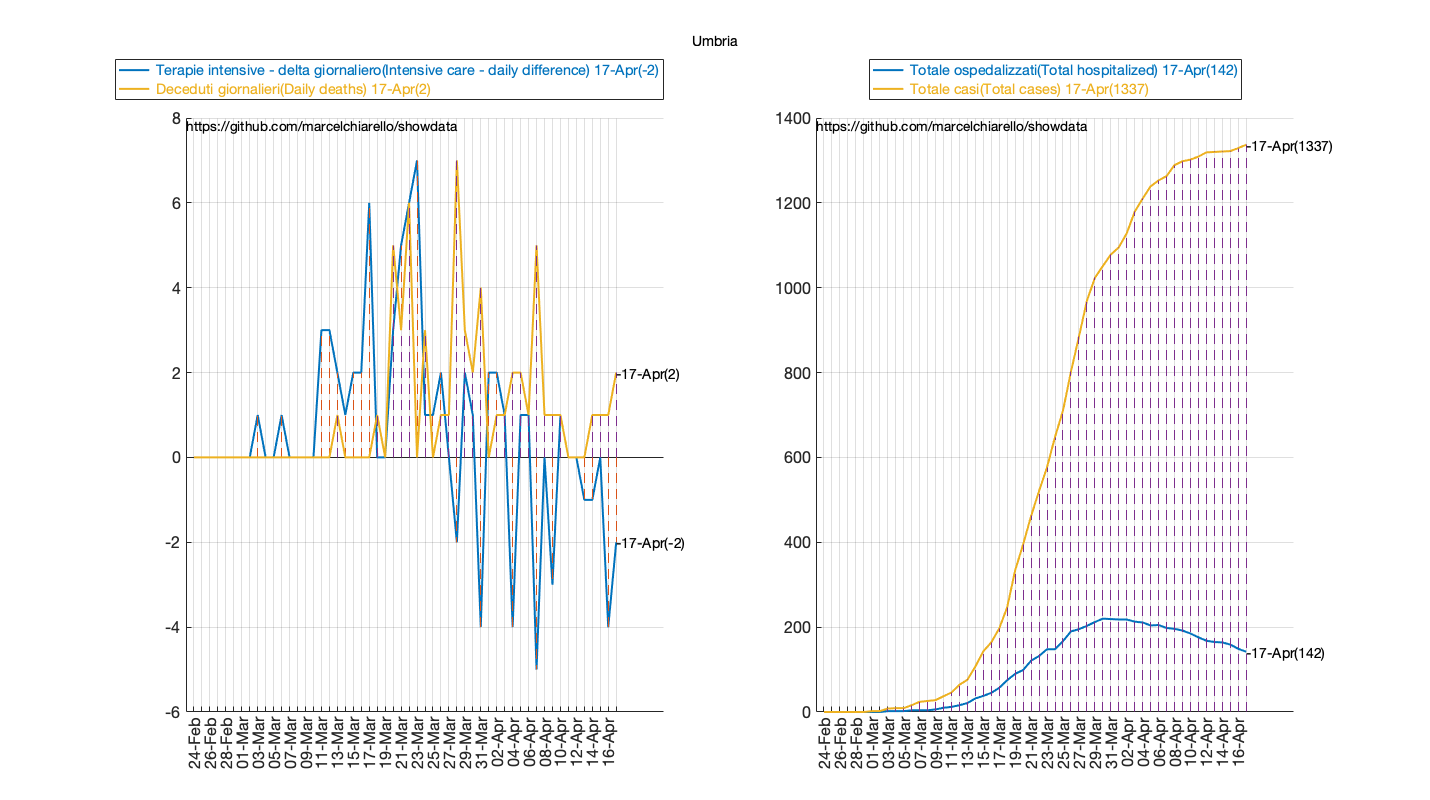 Umbria
Terapie intensive - delta giornaliero(Intensive care - daily difference) 17-Apr(-2)
Deceduti giornalieri(Daily deaths) 17-Apr(2)
8
https://github.com/marcelchiarello/showdata
6
4
2
0
-2
-4
-6
-17-Apr(2)
-17-Apr(-2)
24-Feb
26-Feb
28-Feb
01-Mar
03-Mar
05-Mar
07-Mar
09-Mar
11-Mar
13-Mar
15-Mar
17-Mar
19-Mar
21-Mar
23-Mar
25-Mar
27-Mar
29-Mar
31-Mar
02-Apr
04-Apr
06-Apr
08-Apr
10-Apr
12-Apr
14-Apr
16-Apr
Totale ospedalizzati(Total hospitalized) 17-Apr(142)
Totale casi(Total cases) 17-Apr(1337)
1400
https://github.com/marcelchiarello/showdata
1200
1000
800
600
400
200
0
-17-Apr(1337)
-17-Apr(142)
24-Feb
26-Feb
28-Feb
01-Mar
03-Mar
05-Mar
07-Mar
09-Mar
11-Mar
13-Mar
15-Mar
17-Mar
19-Mar
21-Mar
23-Mar
25-Mar
27-Mar
29-Mar
31-Mar
02-Apr
04-Apr
06-Apr
08-Apr
10-Apr
12-Apr
14-Apr
16-Apr